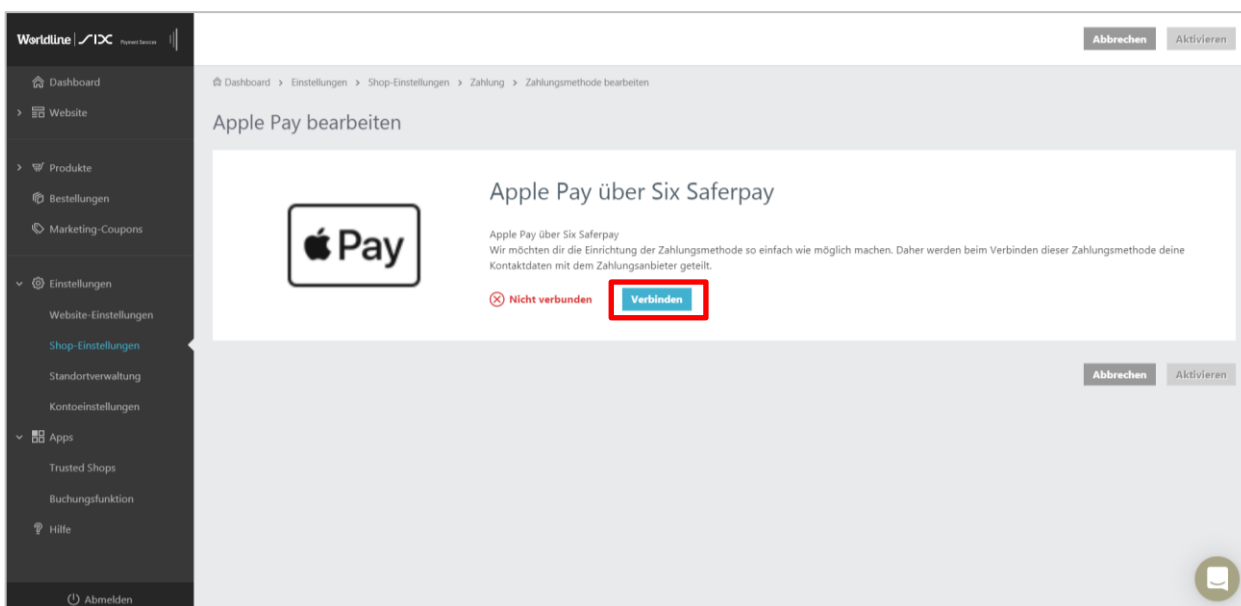 Worldline SIX Payment Services
Abbrechen Aktivieren
Dashboard
Website
Produkte
Bestellungen
Marketing-Coupons
Einstellungen
Website-Einstellungen
Shop-Einstellungen
Standortverwaltung
Kontoeinstellungen
Apps
Trusted Shops
Buchungsfunktion
Hilfe
Abmelden
Dashboard > Einstellungen > Shop-Einstellungen > Zahlung > Zahlungsmethode bearbeiten
Apple Pay bearbeiten
Pay
Apple Pay über Six Saferpay
Apple Pay über Six Saferpay
Wir möchten dir die Einrichtung der Zahlungsmethode so einfach wie möglich machen. Daher werden beim Verbinden dieser Zahlungsmethode deine
Kontaktdaten mit dem Zahlungsanbieter geteilt.
Nicht verbunden Verbinden
Abbrechen Aktivieren